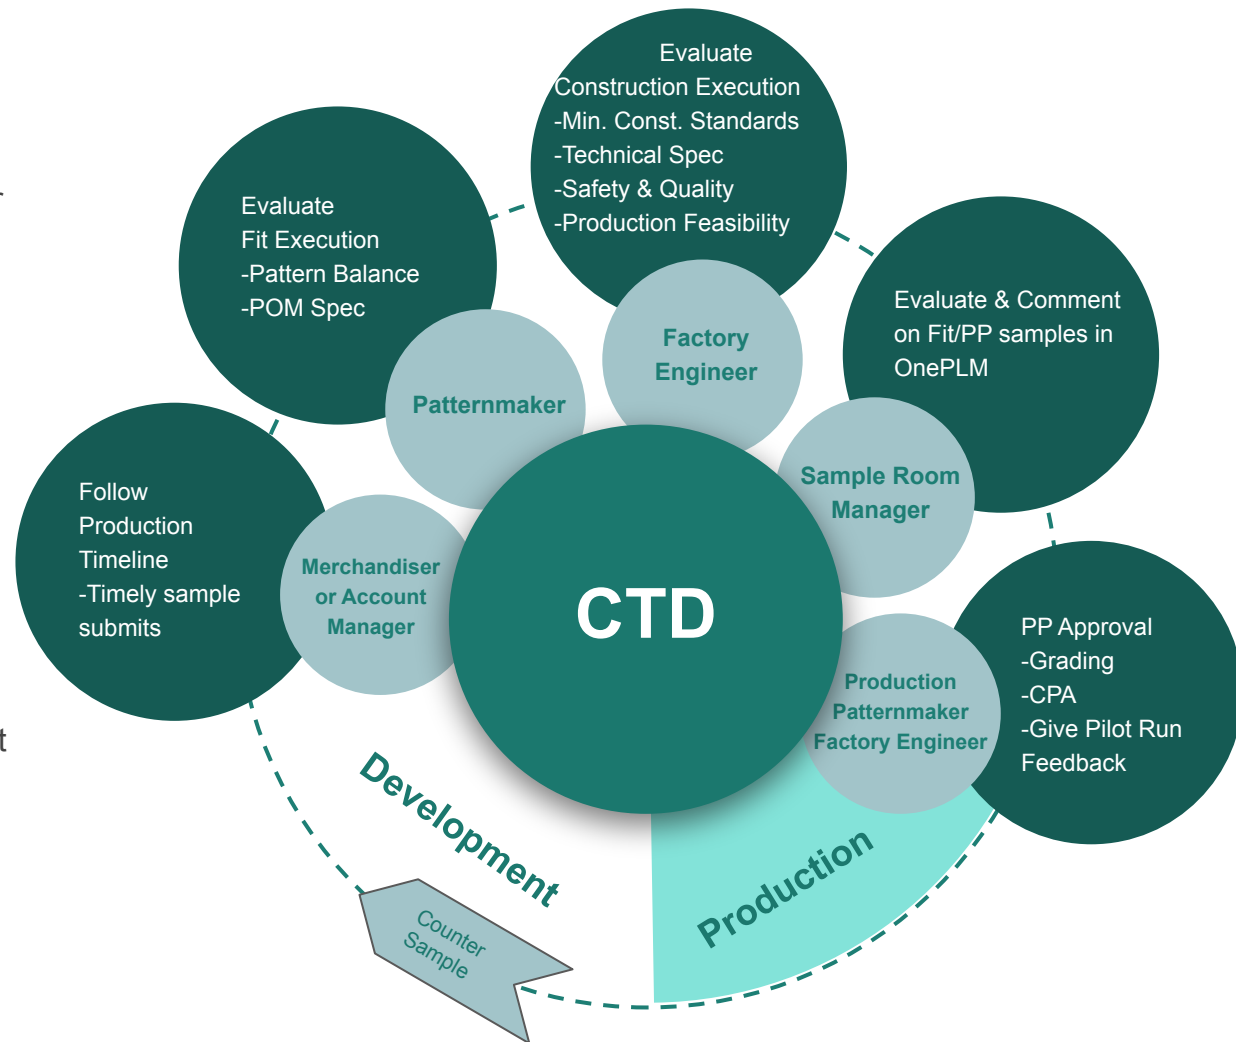 Evaluate
Construction Execution
-Min. Const. Standards
-Technical Spec
-Safety & Quality
-Production Feasibility
Factory
Engineer
Evaluate
Fit Execution
-Pattern Balance
-POM Spec
Patternmaker
Evaluate & Comment
on Fit/PP samples in
OnePLM
Sample Room
Manager
Follow
Production
Timeline
-Timely sample
submits
Merchandiser
or Account
Manager
CTD
PP Approval
-Grading
-CPA
-Give Pilot Run
Feedback
Production
Patternmaker
Factory Engineer
Development
Production
Counter
Sample
t